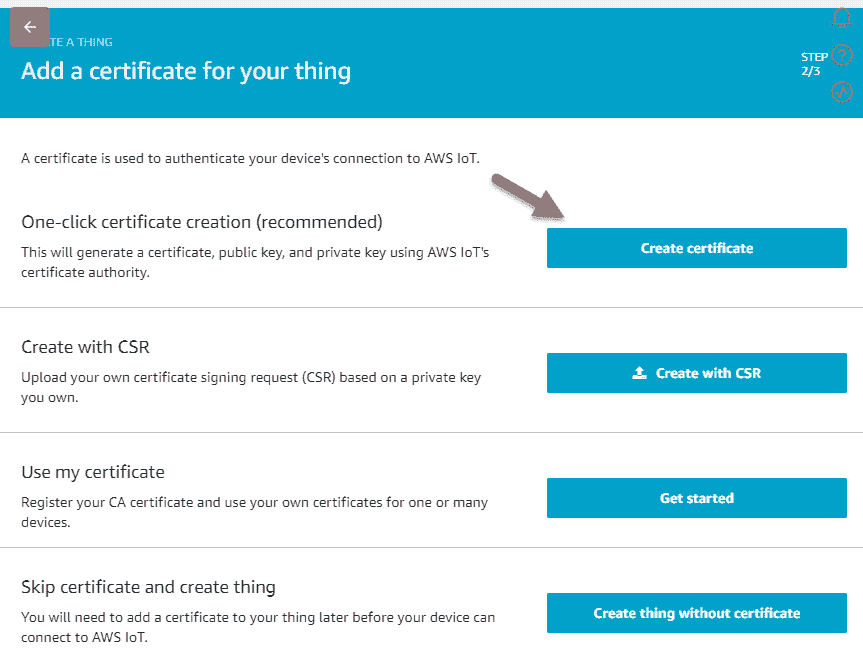 TE A THING
Add a certificate for your thing
STEP
2/3
A certificate is used to authenticate your device's connection to AWS IoT.
One-click certificate creation (recommended)
This will generate a certificate, public key, and private key using AWS IoT's
certificate authority.
Create certificate
Create with CSR
Upload your own certificate signing request (CSR) based on a private key
you own.
Create with CSR
Use my certificate
Register your CA certificate and use your own certificates for one or many
devices.
Get started
Skip certificate and create thing
You will need to add a certificate to your thing later before your device can
connect to AWS IoT.
Create thing without certificate